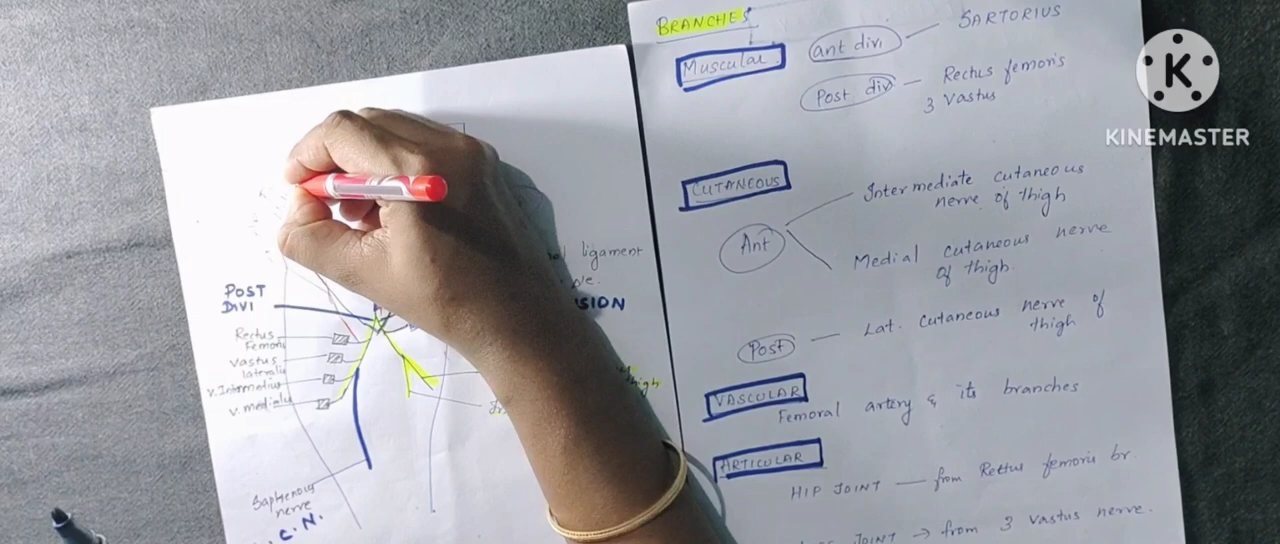 BRANCHES
Muscular
ant divi
SARTORIUS
Post div
Rectus femoris
3 Vastus
CUTANEOUS
Ant
Intermediate cutaneous
nerve of thigh
Medial cutaneous nerve
of thigh.
Post
Lat. cutaneous nerve of
thigh
VASCULAR
Femoral artery & its branches
ARTICULAR
HIP JOINT — from Rectus femoris br.
JOINT → from 3 vastus nerve.
ligament
POST
DIVI
SION
Rectus
Femoris
Vastus
lateralis
V. Intermedius
V. medialis
thigh
Saphenous
nerve
C. N.
K
KINEMASTER